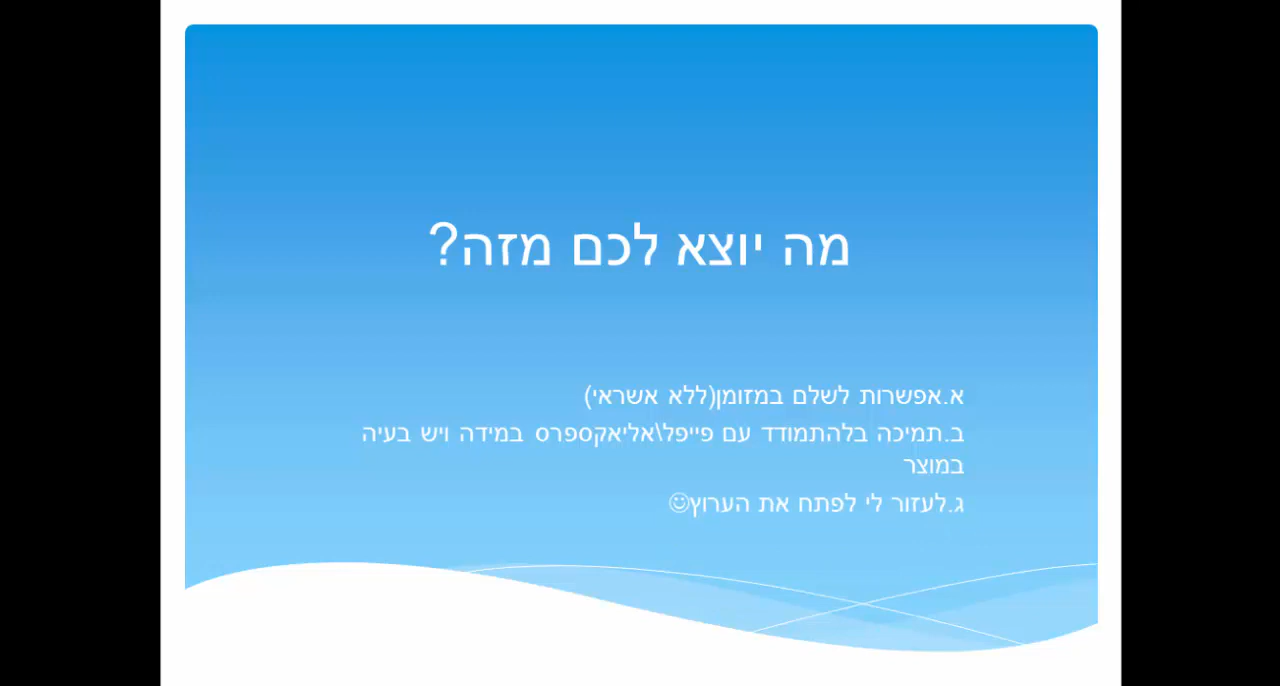 מה יוצא לכם מזה?
א.אפשרות לשלם במזומן(ללא אשראי)
ב.תמיכה בלהתמודד עם פייפל\אליאקספרס במידה ויש בעיה
במוצר
ג.לעזור לי לפתח את הערוץ☺